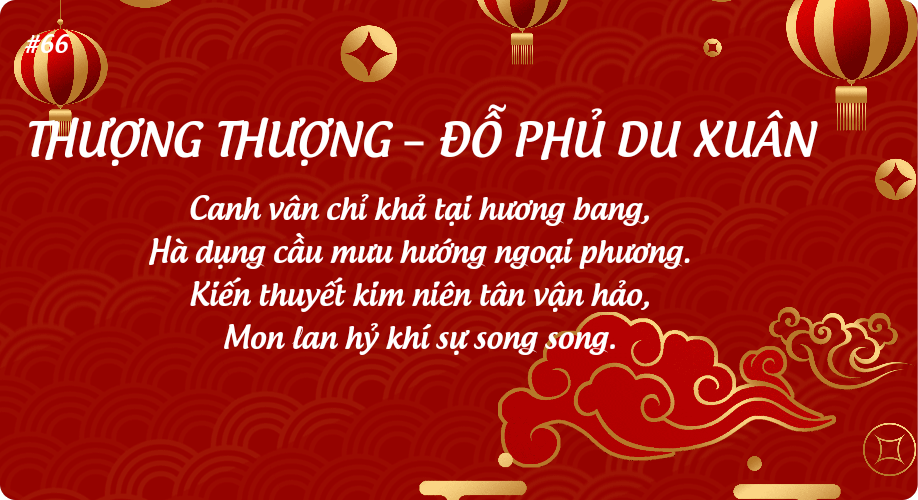 #66
THƯỢNG THƯỢNG – ĐỖ PHỦ DU XUÂN
Canh vân chỉ khả tại hương bang,
Hà dụng cầu mưu hướng ngoại phương.
Kiến thuyết kim niên tân vận hảo,
Mon lan hỷ khí sự song song.